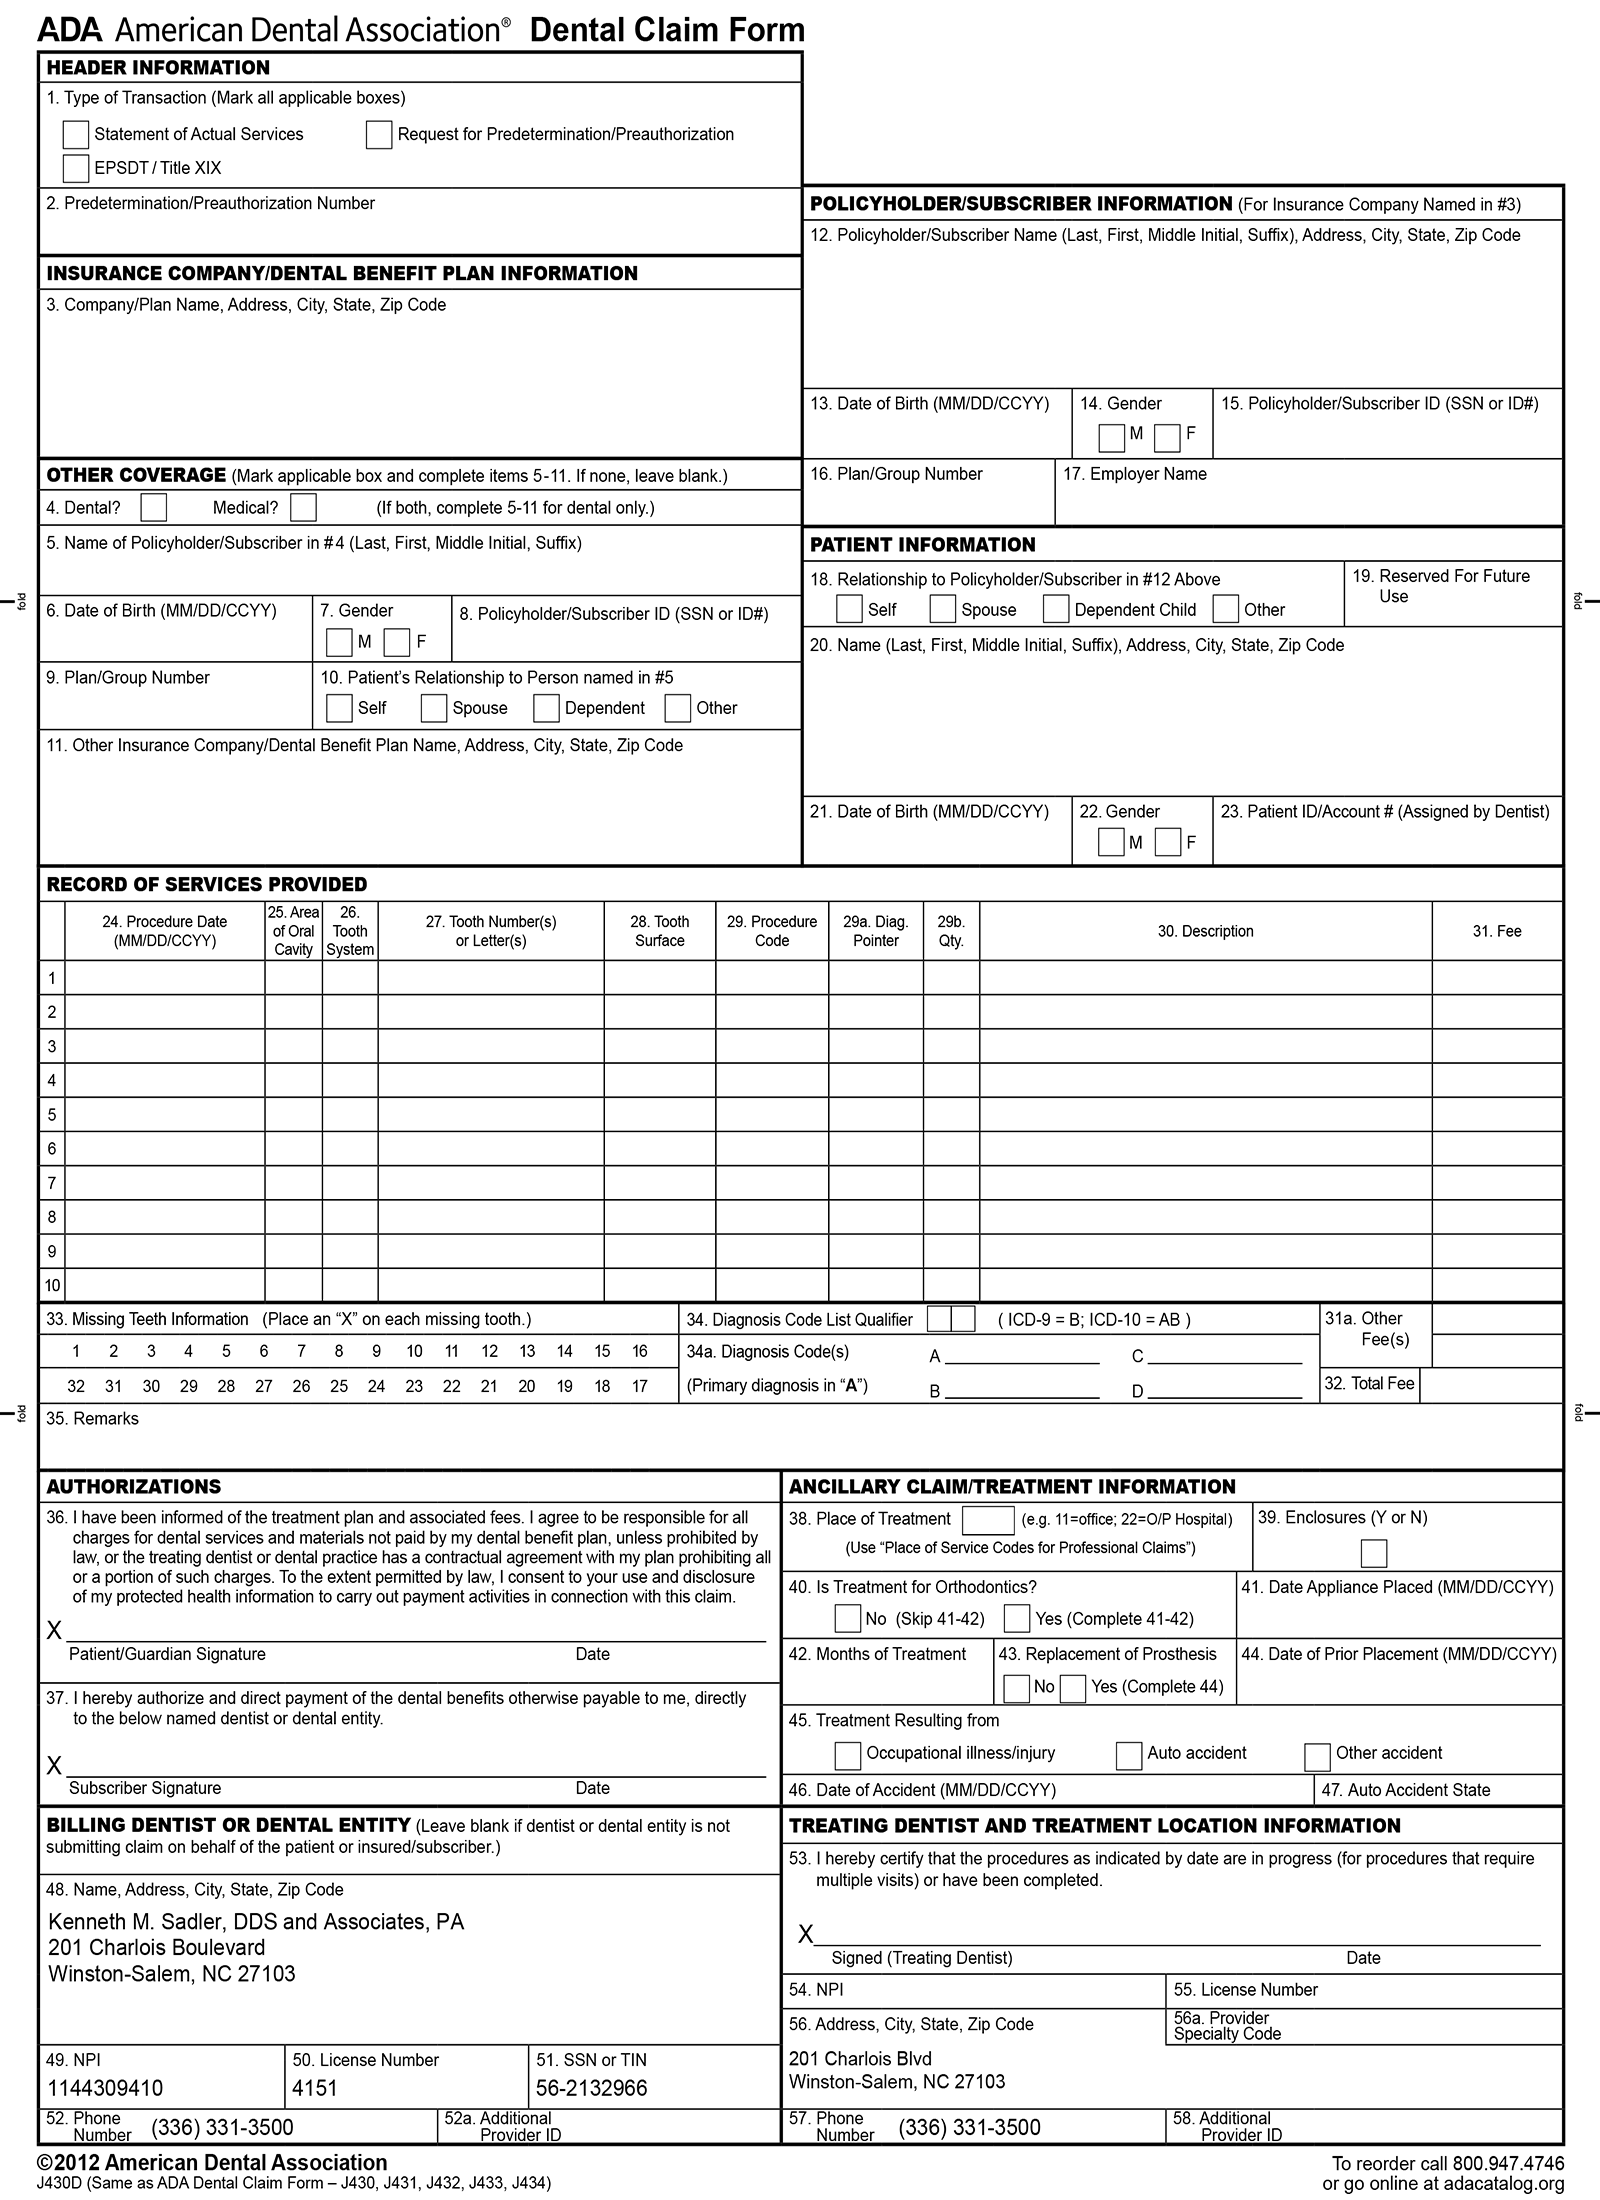 ADA American Dental Association® Dental Claim Form
HEADER INFORMATION
1. Type of Transaction (Mark all applicable boxes)
Statement of Actual Services
Request for Predetermination/Preauthorization
EPSDT / Title XIX
2. Predetermination/Preauthorization Number
INSURANCE COMPANY/DENTAL BENEFIT PLAN INFORMATION
3. Company/Plan Name, Address, City, State, Zip Code
OTHER COVERAGE (Mark applicable box and complete items 5-11. If none, leave blank.)
4. Dental? Medical? (If both, complete 5-11 for dental only.)
5. Name of Policyholder/Subscriber in #4 (Last, First, Middle Initial, Suffix)
6. Date of Birth (MM/DD/CCYY)
7. Gender
M F
8. Policyholder/Subscriber ID (SSN or ID#)
9. Plan/Group Number
10. Patient's Relationship to Person named in #5
Self Spouse Dependent Other
11. Other Insurance Company/Dental Benefit Plan Name, Address, City, State, Zip Code
POLICYHOLDER/SUBSCRIBER INFORMATION (For Insurance Company Named in #3)
12. Policyholder/Subscriber Name (Last, First, Middle Initial, Suffix), Address, City, State, Zip Code
13. Date of Birth (MM/DD/CCYY)
14. Gender
M F
15. Policyholder/Subscriber ID (SSN or ID#)
16. Plan/Group Number
17. Employer Name
PATIENT INFORMATION
18. Relationship to Policyholder/Subscriber in #12 Above
Self Spouse Dependent Child Other
19. Reserved For Future
Use
20. Name (Last, First, Middle Initial, Suffix), Address, City, State, Zip Code
21. Date of Birth (MM/DD/CCYY)
22. Gender
M F
23. Patient ID/Account # (Assigned by Dentist)
fold
fold
RECORD OF SERVICES PROVIDED
24. Procedure Date
(MM/DD/CCYY)
25. Area
of Oral
Cavity
26.
Tooth
System
27. Tooth Number(s)
or Letter(s)
28. Tooth
Surface
29. Procedure
Code
29a. Diag.
Pointer
29b.
Qty.
30. Description
31. Fee
1
2
3
4
5
6
7
8
9
10
33. Missing Teeth Information (Place an “X” on each missing tooth.)
1 2 3 4 5 6 7 8 9 10 11 12 13 14 15 16
32 31 30 29 28 27 26 25 24 23 22 21 20 19 18 17
34. Diagnosis Code List Qualifier ( ICD-9 = B; ICD-10 = AB )
34a. Diagnosis Code(s) A C
(Primary diagnosis in “A”) B D
31a. Other
Fee(s)
32. Total Fee
fold
fold
35. Remarks
AUTHORIZATIONS
36. I have been informed of the treatment plan and associated fees. I agree to be responsible for all
charges for dental services and materials not paid by my dental benefit plan, unless prohibited by
law, or the treating dentist or dental practice has a contractual agreement with my plan prohibiting all
or a portion of such charges. To the extent permitted by law, I consent to your use and disclosure
of my protected health information to carry out payment activities in connection with this claim.
X
Patient/Guardian Signature Date
37. I hereby authorize and direct payment of the dental benefits otherwise payable to me, directly
to the below named dentist or dental entity.
X
Subscriber Signature Date
ANCILLARY CLAIM/TREATMENT INFORMATION
38. Place of Treatment (e.g. 11=office; 22=O/P Hospital)
(Use “Place of Service Codes for Professional Claims”)
39. Enclosures (Y or N)
40. Is Treatment for Orthodontics?
No (Skip 41-42) Yes (Complete 41-42)
41. Date Appliance Placed (MM/DD/CCYY)
42. Months of Treatment
43. Replacement of Prosthesis
No Yes (Complete 44)
44. Date of Prior Placement (MM/DD/CCYY)
45. Treatment Resulting from
Occupational illness/injury Auto accident Other accident
46. Date of Accident (MM/DD/CCYY)
47. Auto Accident State
BILLING DENTIST OR DENTAL ENTITY (Leave blank if dentist or dental entity is not
submitting claim on behalf of the patient or insured/subscriber.)
48. Name, Address, City, State, Zip Code
Kenneth M. Sadler, DDS and Associates, PA
201 Charlois Boulevard
Winston-Salem, NC 27103
49. NPI
1144309410
50. License Number
4151
51. SSN or TIN
56-2132966
52. Phone
Number (336) 331-3500
52a. Additional
Provider ID
TREATING DENTIST AND TREATMENT LOCATION INFORMATION
53. I hereby certify that the procedures as indicated by date are in progress (for procedures that require
multiple visits) or have been completed.
X
Signed (Treating Dentist) Date
54. NPI
55. License Number
56. Address, City, State, Zip Code
56a. Provider
Specialty Code
201 Charlois Blvd
Winston-Salem, NC 27103
57. Phone
Number (336) 331-3500
58. Additional
Provider ID
©2012 American Dental Association
J430D (Same as ADA Dental Claim Form – J430, J431, J432, J433, J434)
To reorder call 800.947.4746
or go online at adacatalog.org